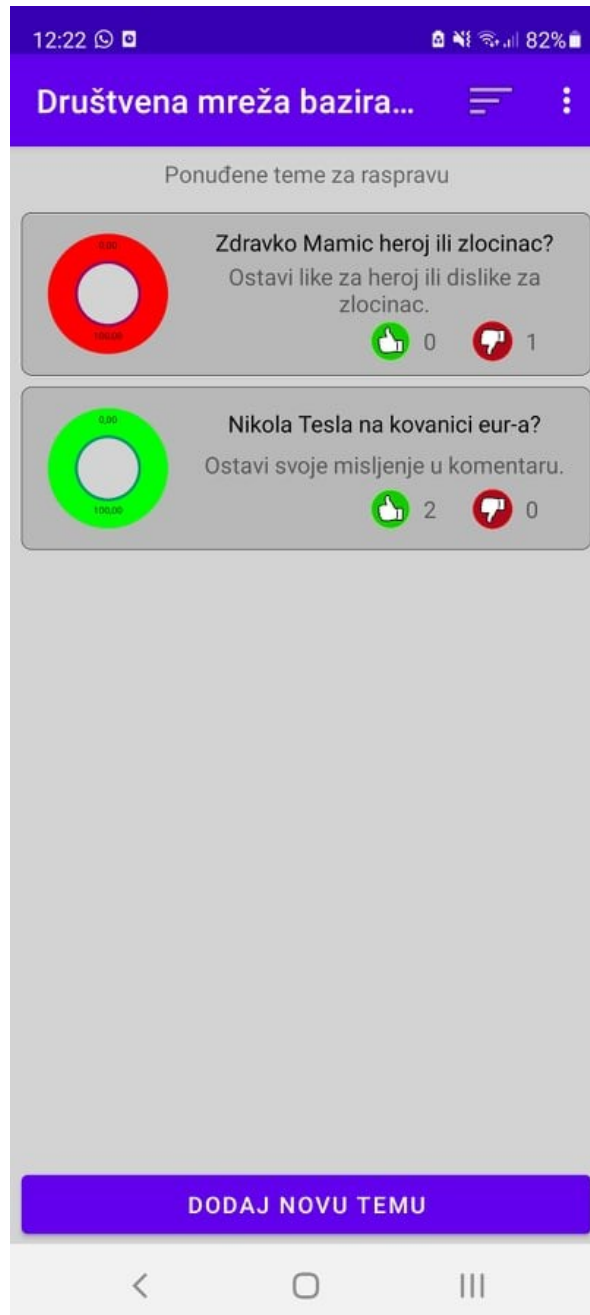 12:22 82%
Društvena mreža bazira...
Ponuđene teme za raspravu
0,00
100,00
Zdravko Mamic heroj ili zlocinac?
Ostavi like za heroj ili dislike za
zlocinac.
0 1
0,00
100,00
Nikola Tesla na kovanici eur-a?
Ostavi svoje misljenje u komentaru.
2 0
DODAJ NOVU TEMU